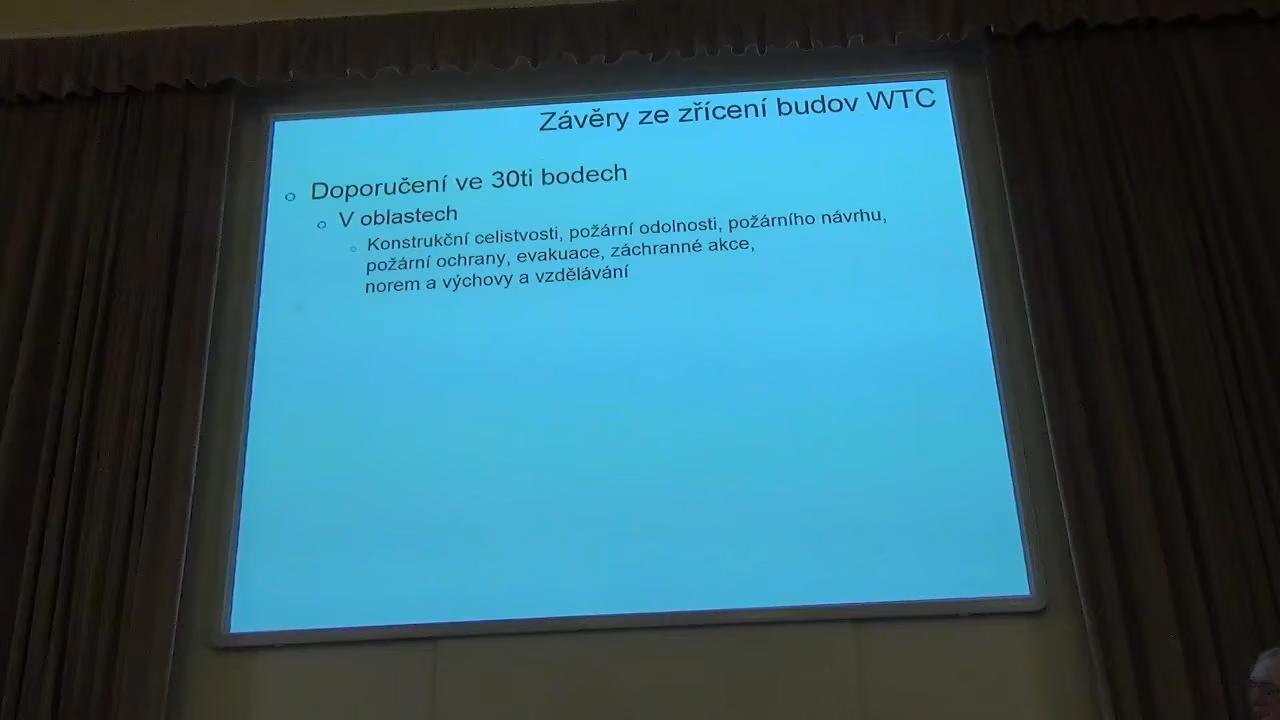 Závěry ze zřícení budov WTC
Doporučení ve 30ti bodech
V oblastech
Konstrukční celistvosti, požární odolnosti, požárního návrhu,
požární ochrany, evakuace, záchranné akce,
norem a výchovy a vzdělávání